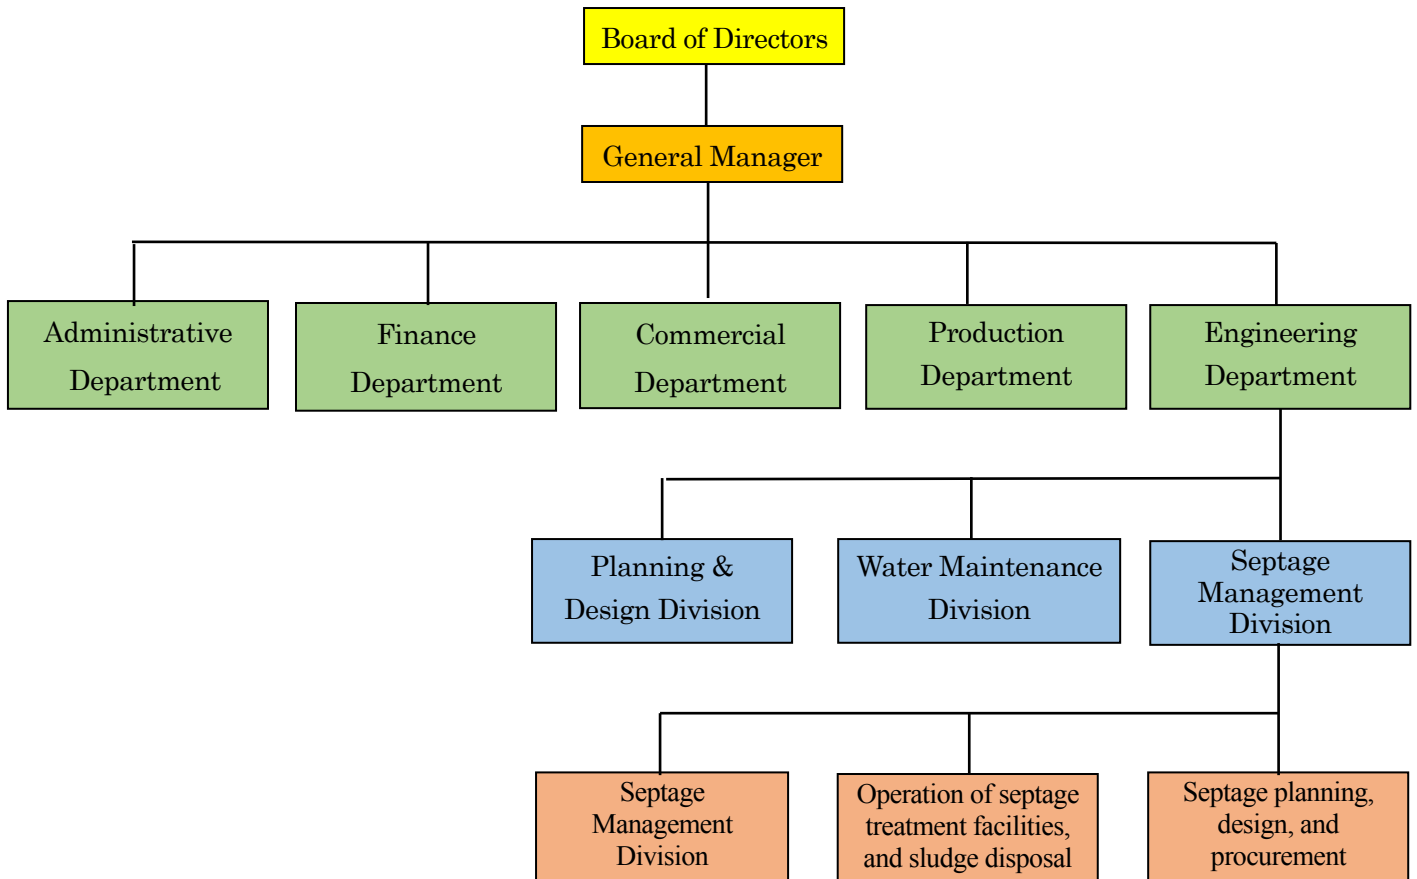 Board of Directors
General Manager
Administrative
Department
Finance
Department
Commercial
Department
Production
Department
Engineering
Department
Planning &
Design Division
Water Maintenance
Division
Septage
Management
Division
Septage
Management
Division
Operation of septage
treatment facilities,
and sludge disposal
Septage planning,
design, and
procurement